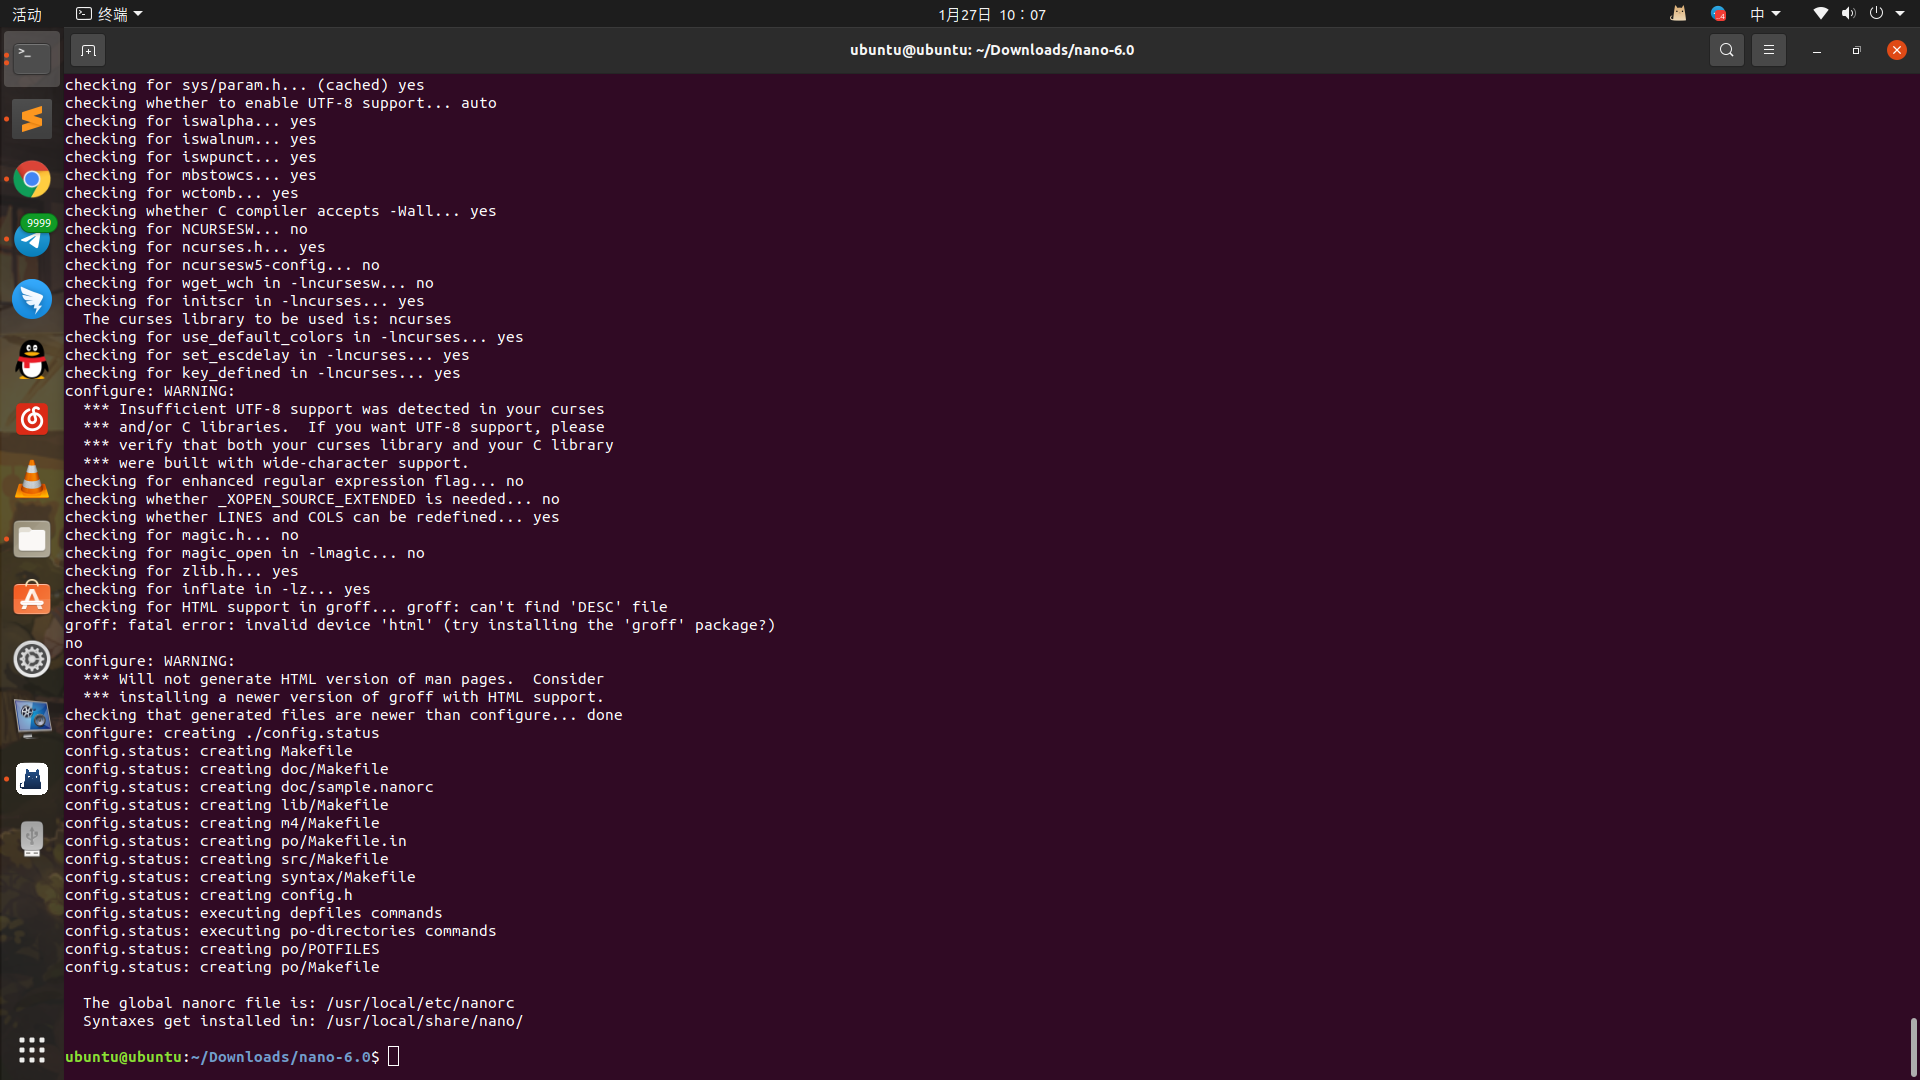 活动
终端
1月27日 10：07
中
ubuntu@ubuntu: ~/Downloads/nano-6.0
9999
checking for sys/param.h... (cached) yes
checking whether to enable UTF-8 support... auto
checking for iswalpha... yes
checking for iswalnum... yes
checking for iswpunct... yes
checking for mbstowcs... yes
checking for wctomb... yes
checking whether C compiler accepts -Wall... yes
checking for NCURSESW... no
checking for ncurses.h... yes
checking for ncursesw5-config... no
checking for wget_wch in -lncursesw... no
checking for initscr in -lncurses... yes
  The curses library to be used is: ncurses
checking for use_default_colors in -lncurses... yes
checking for set_escdelay in -lncurses... yes
checking for key_defined in -lncurses... yes
configure: WARNING:
  *** Insufficient UTF-8 support was detected in your curses
  *** and/or C libraries.  If you want UTF-8 support, please
  *** verify that both your curses library and your C library
  *** were built with wide-character support.
checking for enhanced regular expression flag... no
checking whether _XOPEN_SOURCE_EXTENDED is needed... no
checking whether LINES and COLS can be redefined... yes
checking for magic.h... no
checking for magic_open in -lmagic... no
checking for zlib.h... yes
checking for inflate in -lz... yes
checking for HTML support in groff... groff: can't find 'DESC' file
groff: fatal error: invalid device 'html' (try installing the 'groff' package?)
no
configure: WARNING:
  *** Will not generate HTML version of man pages.  Consider
  *** installing a newer version of groff with HTML support.
checking that generated files are newer than configure... done
configure: creating ./config.status
config.status: creating Makefile
config.status: creating doc/Makefile
config.status: creating doc/sample.nanorc
config.status: creating lib/Makefile
config.status: creating m4/Makefile
config.status: creating po/Makefile.in
config.status: creating src/Makefile
config.status: creating syntax/Makefile
config.status: creating config.h
config.status: executing depfiles commands
config.status: executing po-directories commands
config.status: creating po/POTFILES
config.status: creating po/Makefile
  The global nanorc file is: /usr/local/etc/nanorc
  Syntaxes get installed in: /usr/local/share/nano/
ubuntu@ubuntu:~/Downloads/nano-6.0$